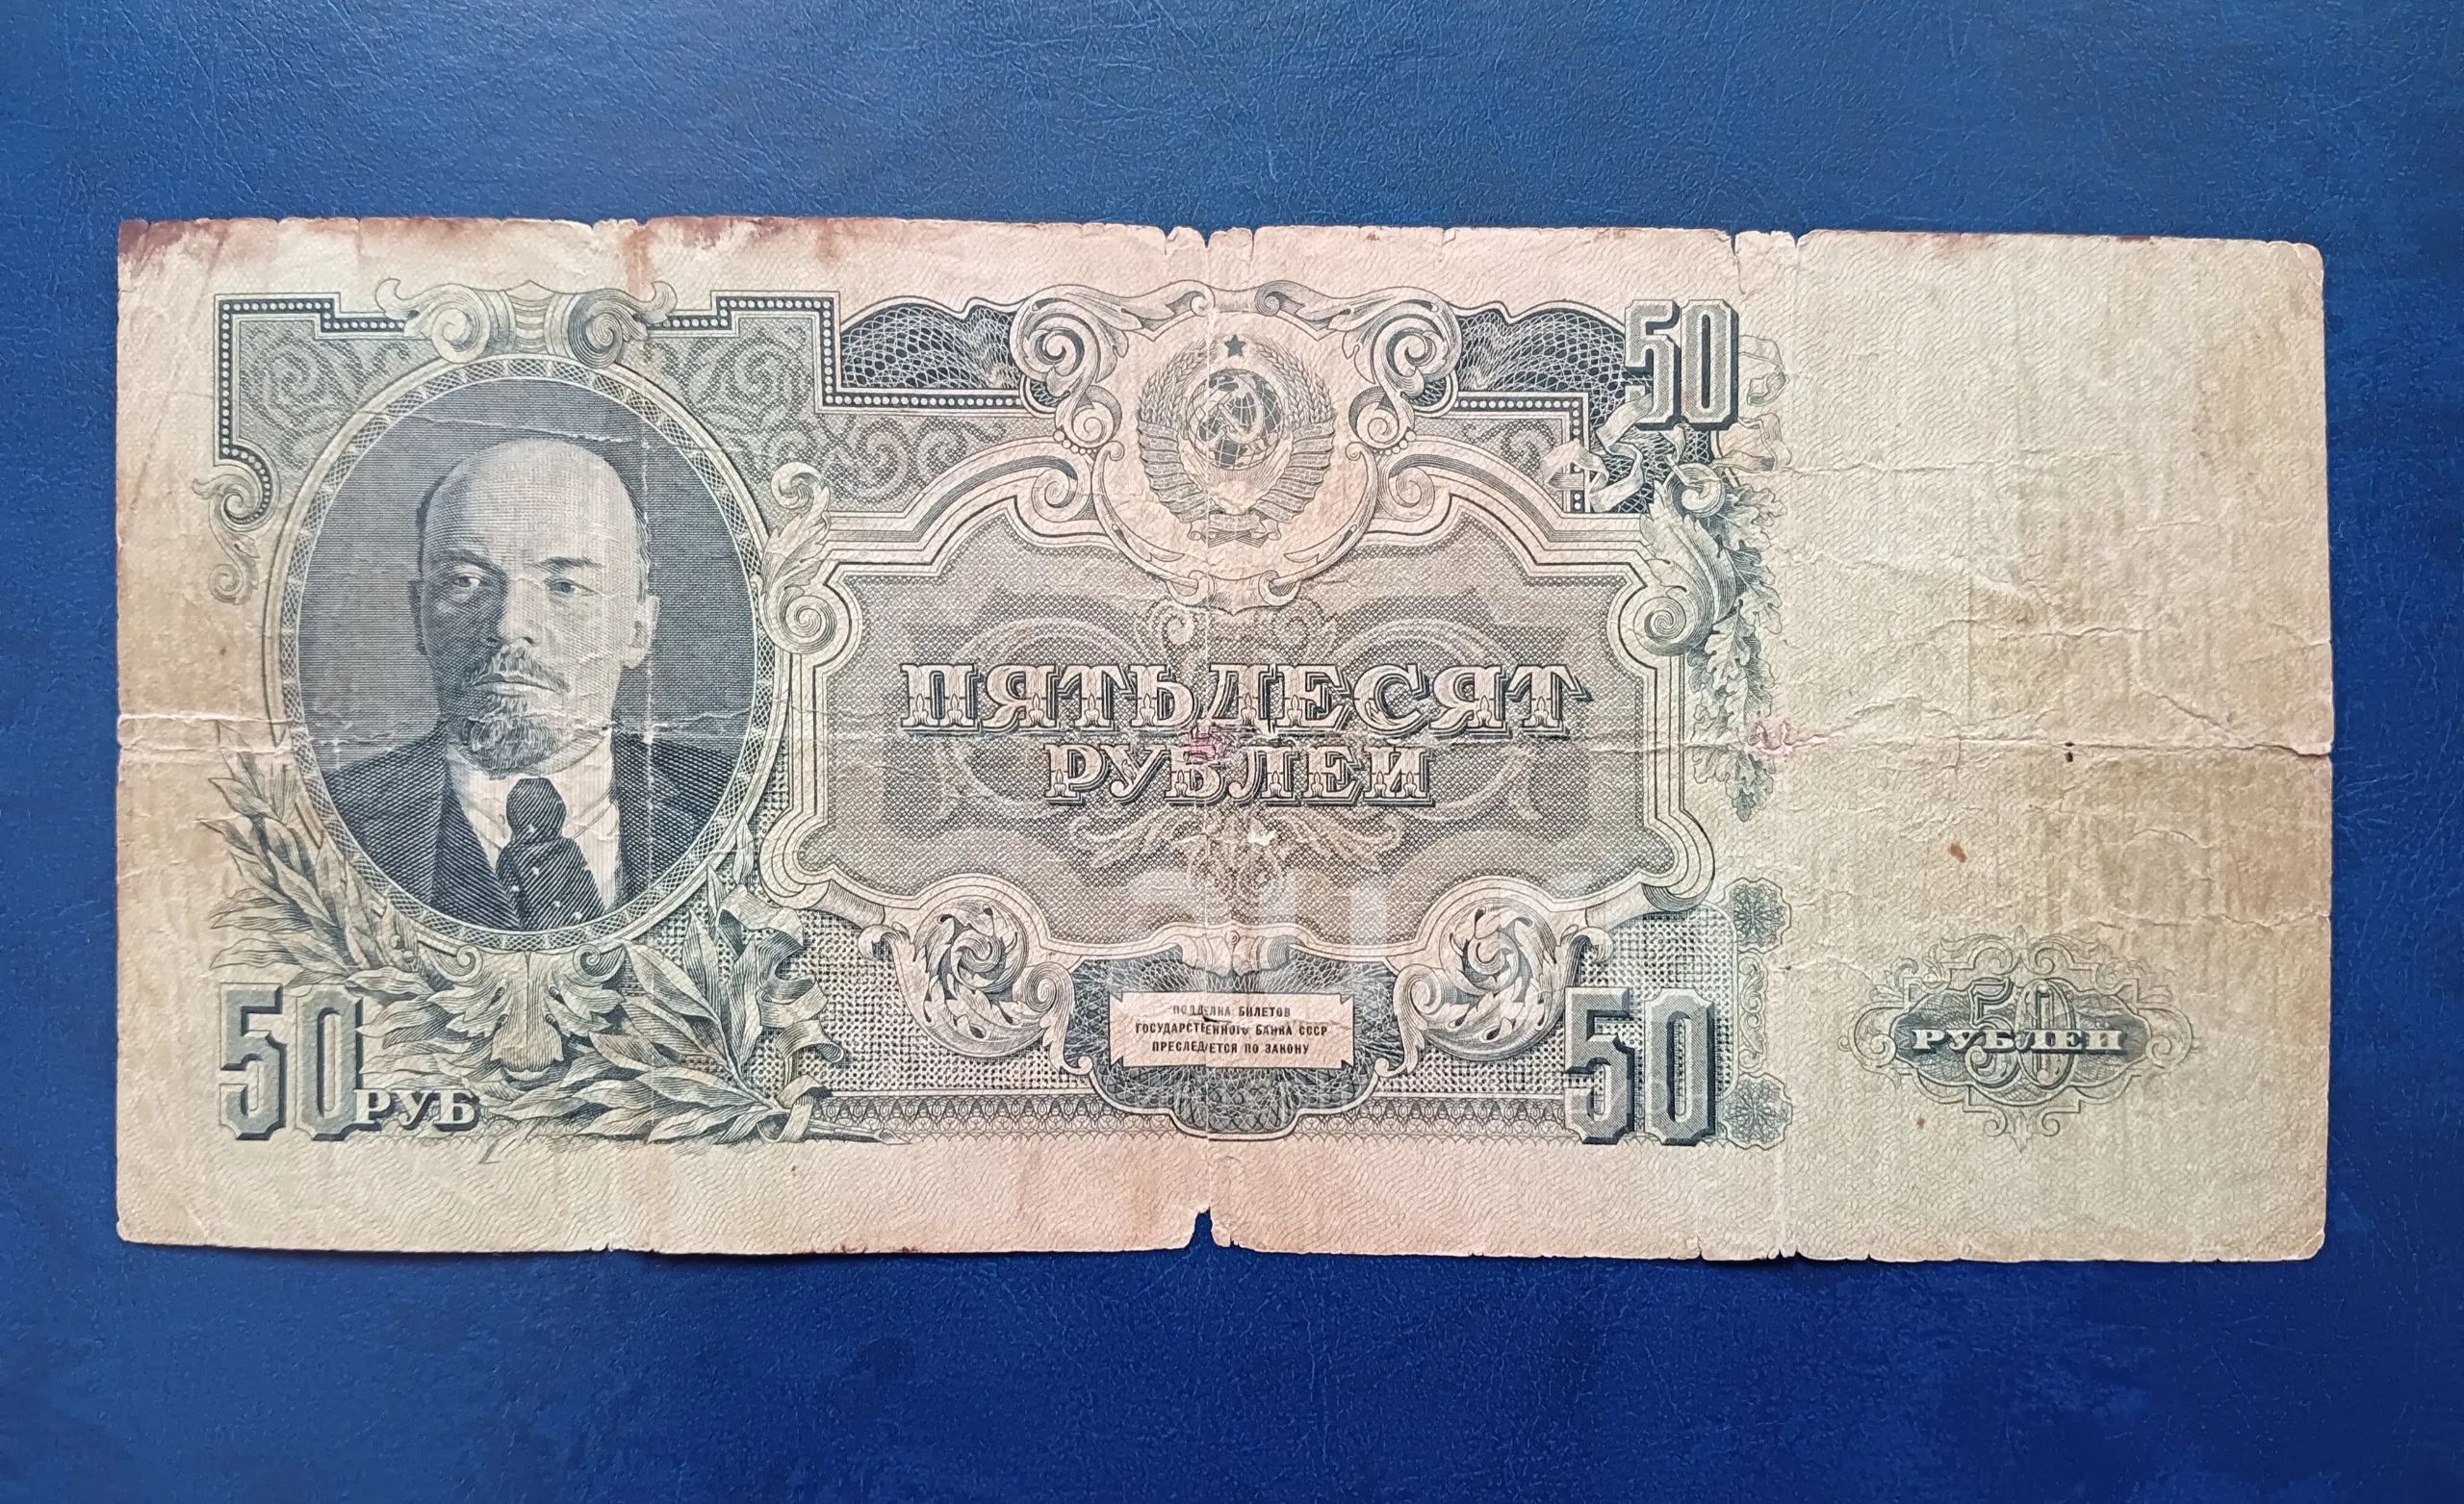 50
ПЯТЬДЕСЯТ
РУБЛЕЙ
50 РУБ
ПОДДЕЛКА БИЛЕТОВ
ГОСУДАРСТВЕННОГО БАНКА СССР
ПРЕСЛЕДУЕТСЯ ПО ЗАКОНУ
50
50
РУБЛЕЙ